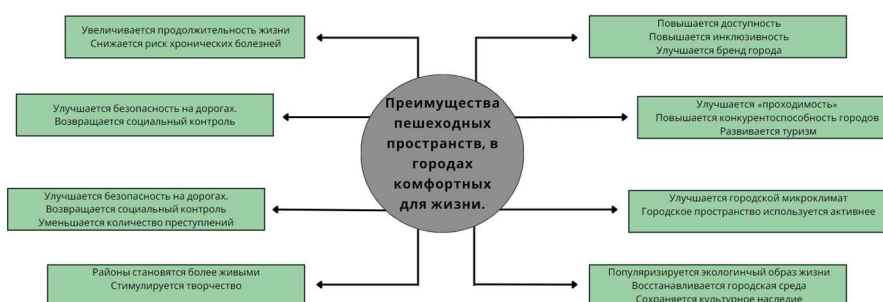 Увеличивается продолжительность жизни
Снижается риск хронических болезней
Повышается доступность
Повышается инклюзивность
Улучшается бренд города
Улучшается безопасность на дорогах.
Возвращается социальный контроль
Преимущества
пешеходных
пространств, в
городах
комфортных
для жизни.
Улучшается «проходимость»
Повышается конкурентоспособность городов
Развивается туризм
Улучшается безопасность на дорогах.
Возвращается социальный контроль
Уменьшается количество преступлений
Улучшается городской микроклимат
Городское пространство используется активнее
Районы становятся более живыми
Стимулируется творчество
Популяризируется экологинчый образ жизни
Восстанавливается городская среда
Сохраняется культурное наследие